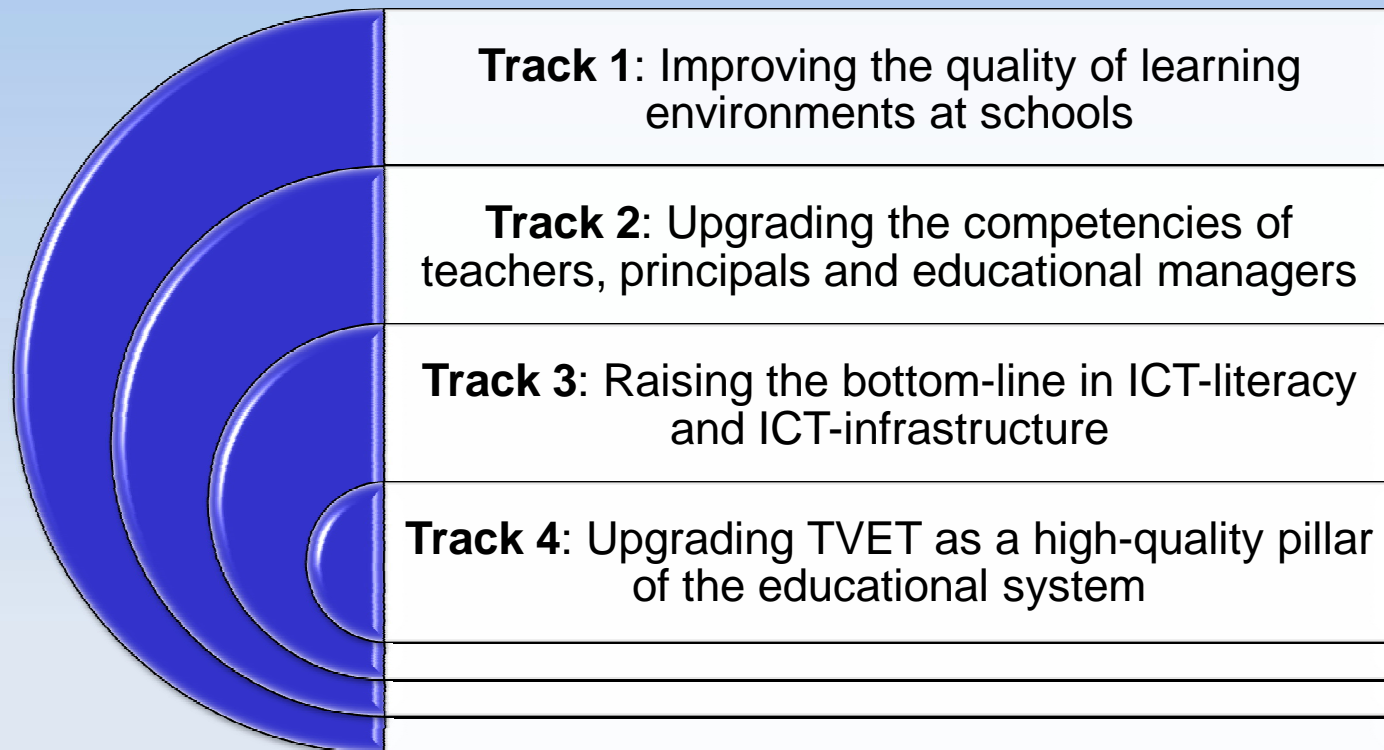 Track 1: Improving the quality of learning
environments at schools
Track 2: Upgrading the competencies of
teachers, principals and educational managers
Track 3: Raising the bottom-line in ICT-literacy
and ICT-infrastructure
Track 4: Upgrading TVET as a high-quality pillar
of the educational system